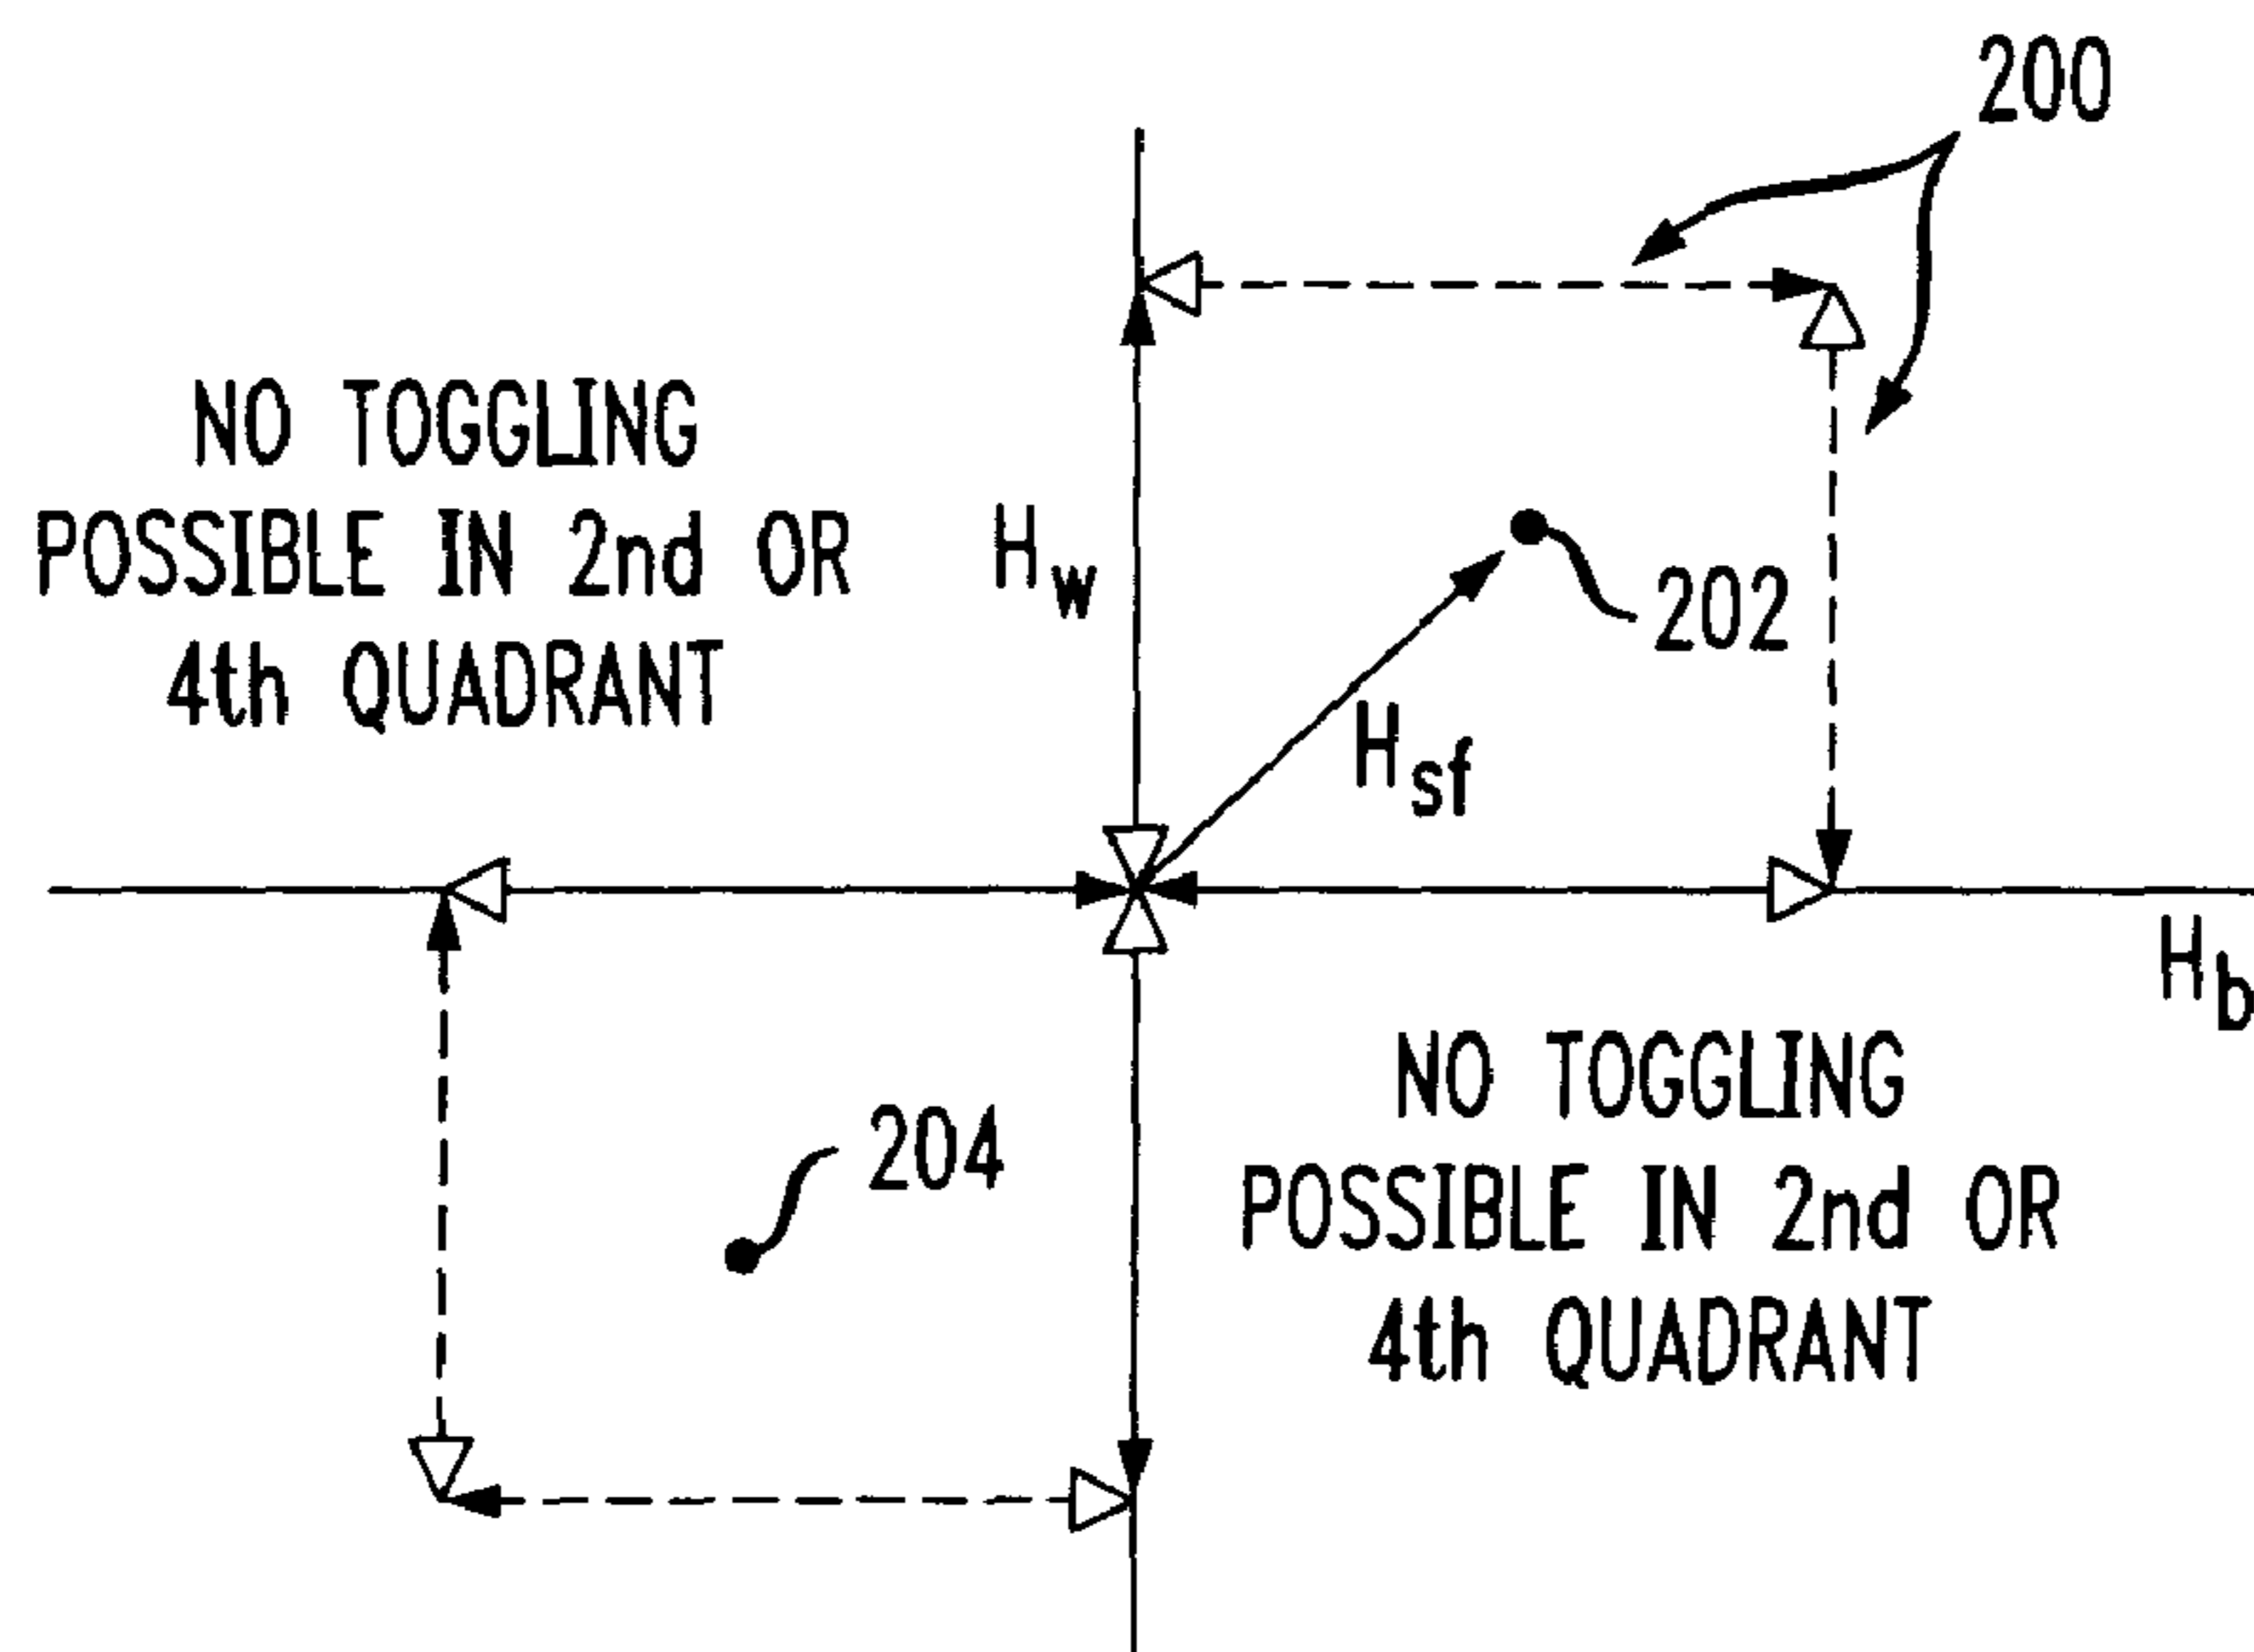 200
NO TOGGLING
POSSIBLE IN 2nd OR
4th QUADRANT
Hw
202
Hsf
Hb
204
NO TOGGLING
POSSIBLE IN 2nd OR
4th QUADRANT